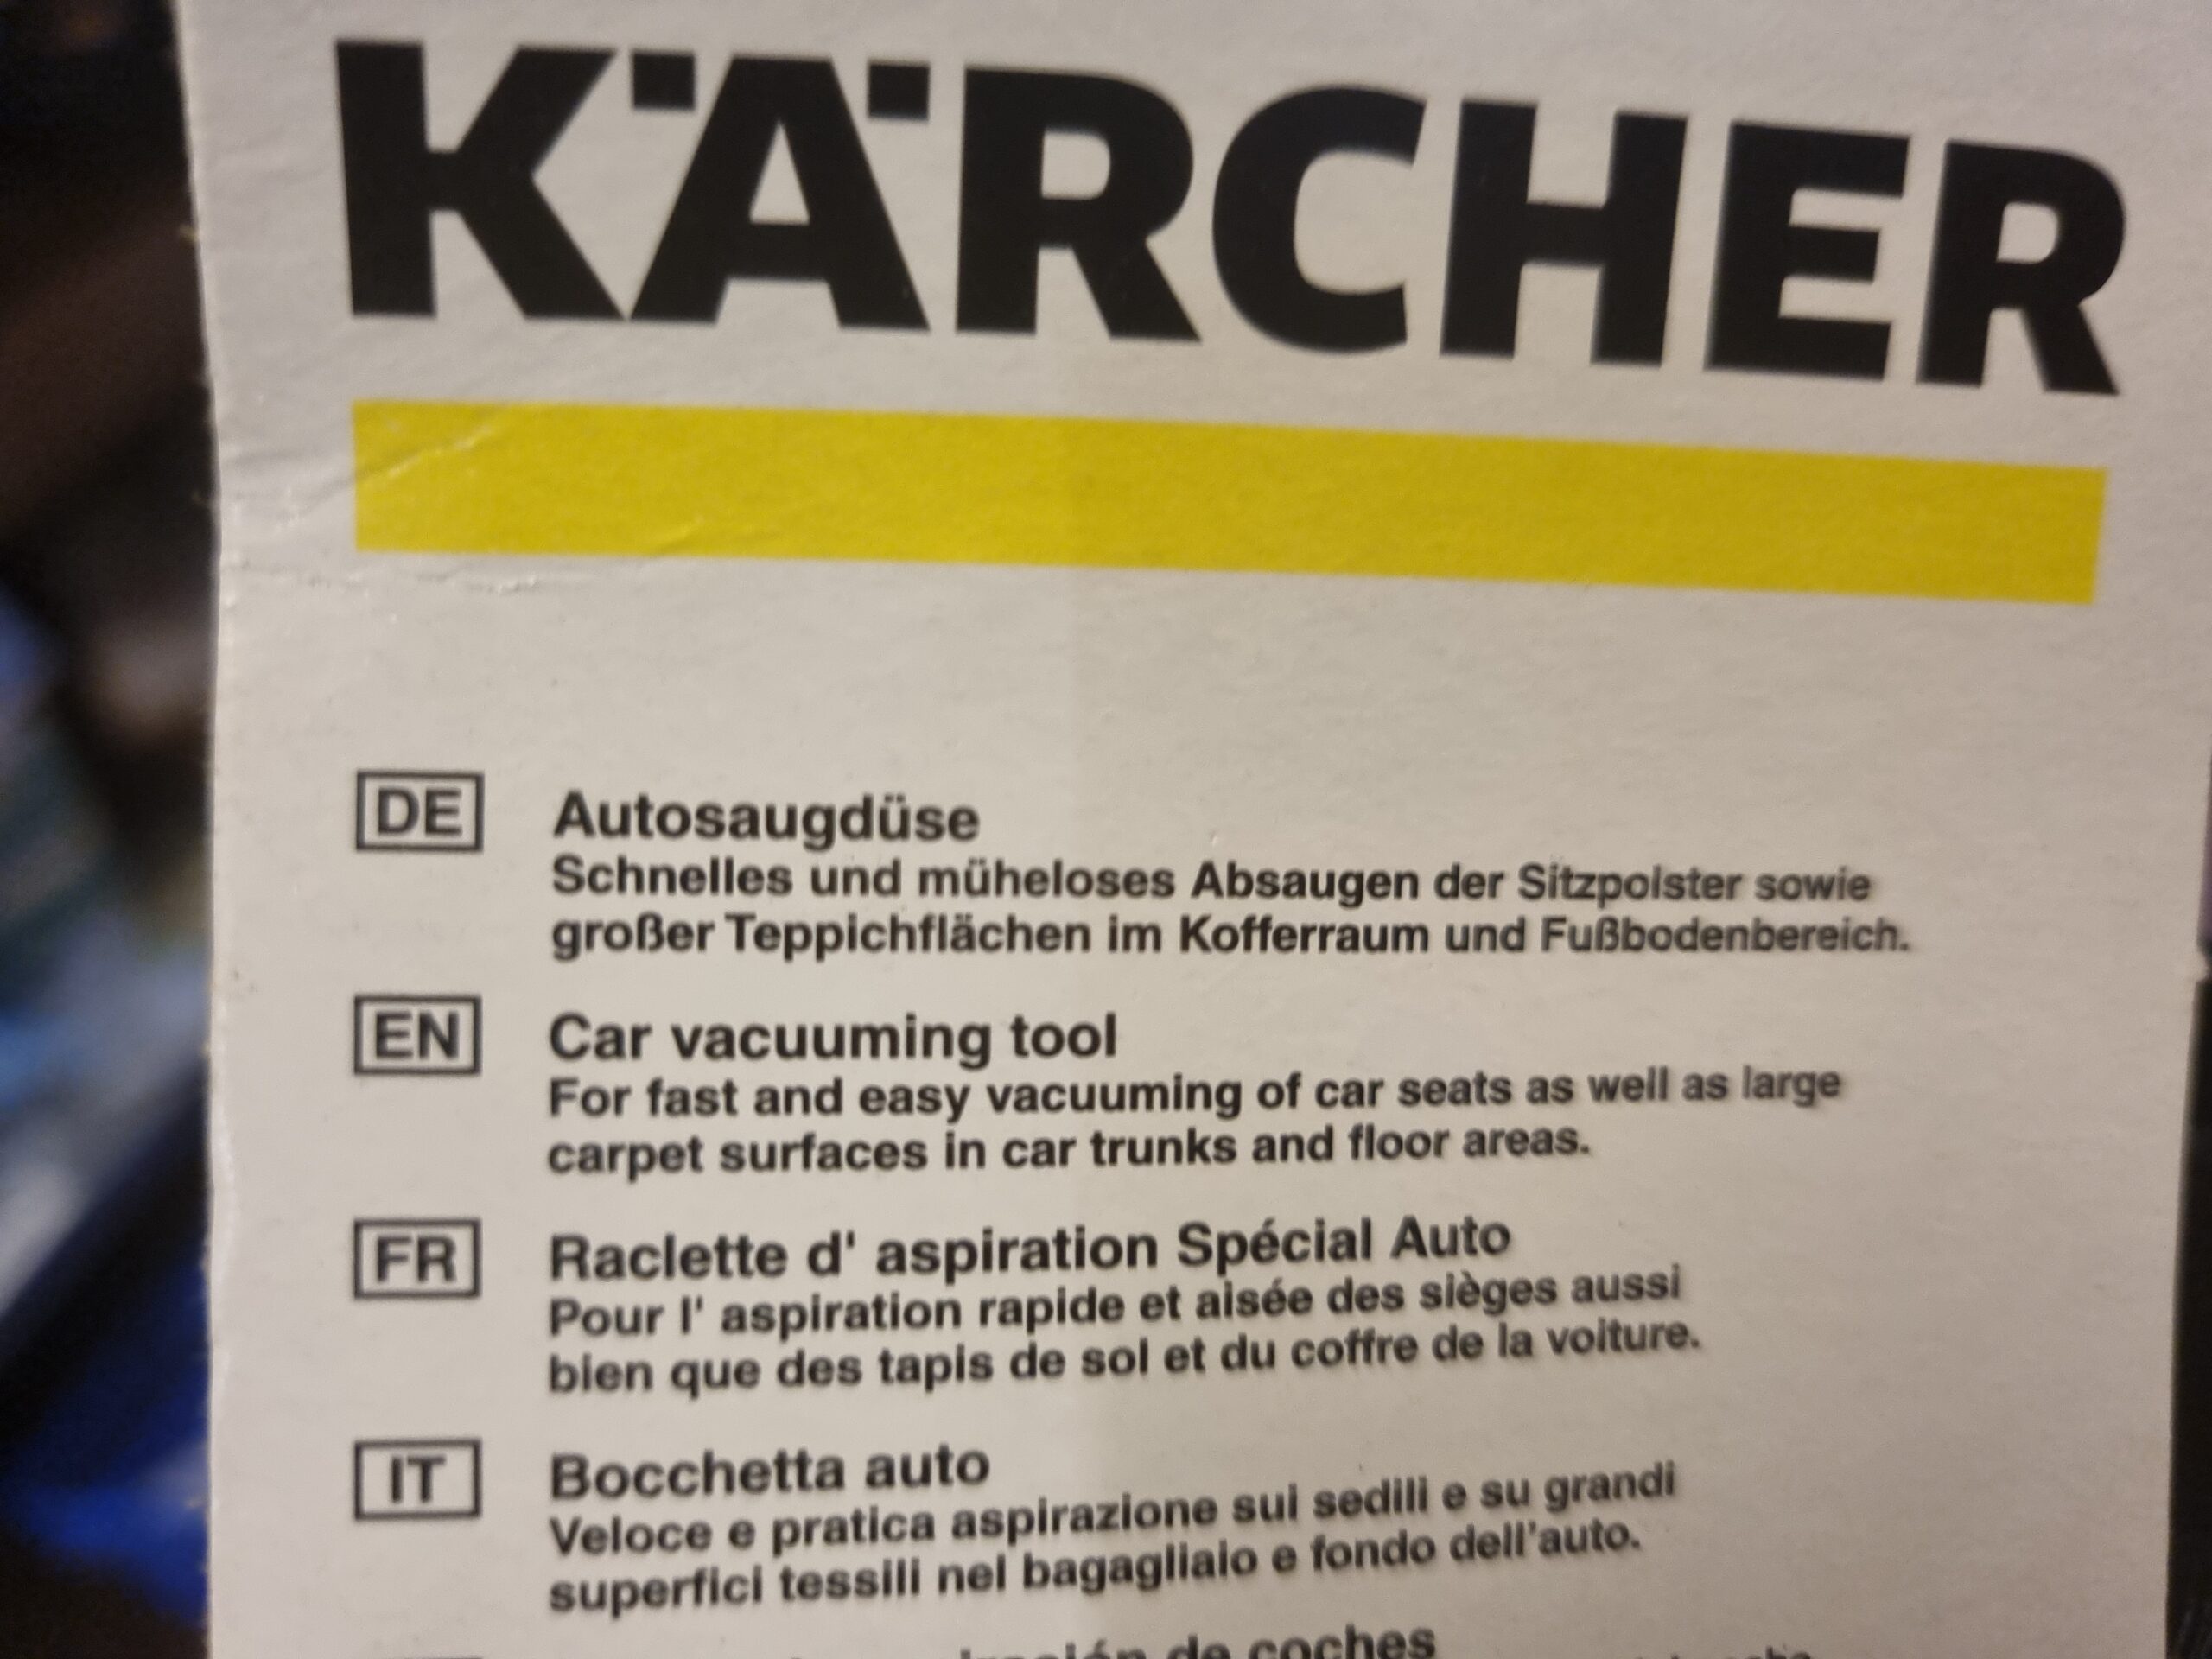 KÄRCHER
DE Autosaugdüse
Schnelles und müheloses Absaugen der Sitzpolster sowie
großer Teppichflächen im Kofferraum und Fußbodenbereich.
EN Car vacuuming tool
For fast and easy vacuuming of car seats as well as large
carpet surfaces in car trunks and floor areas.
FR Raclette d' aspiration Spécial Auto
Pour l' aspiration rapide et aisée des sièges aussi
bien que des tapis de sol et du coffre de la voiture.
IT Bocchetta auto
Veloce e pratica aspirazione sui sedili e su grandi
superfici tessili nel bagagliaio e fondo dell'auto.
de coches